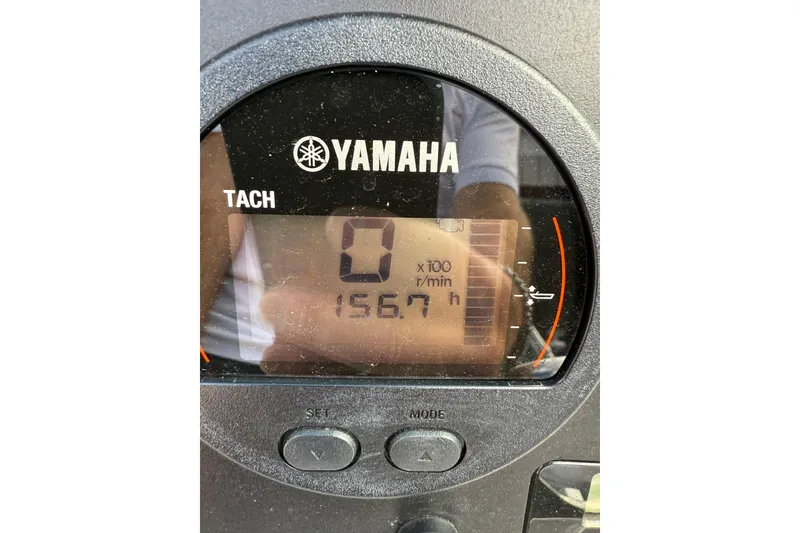 YAMAHA
TACH
0
x100
r/min
156.7 h
SET
MODE